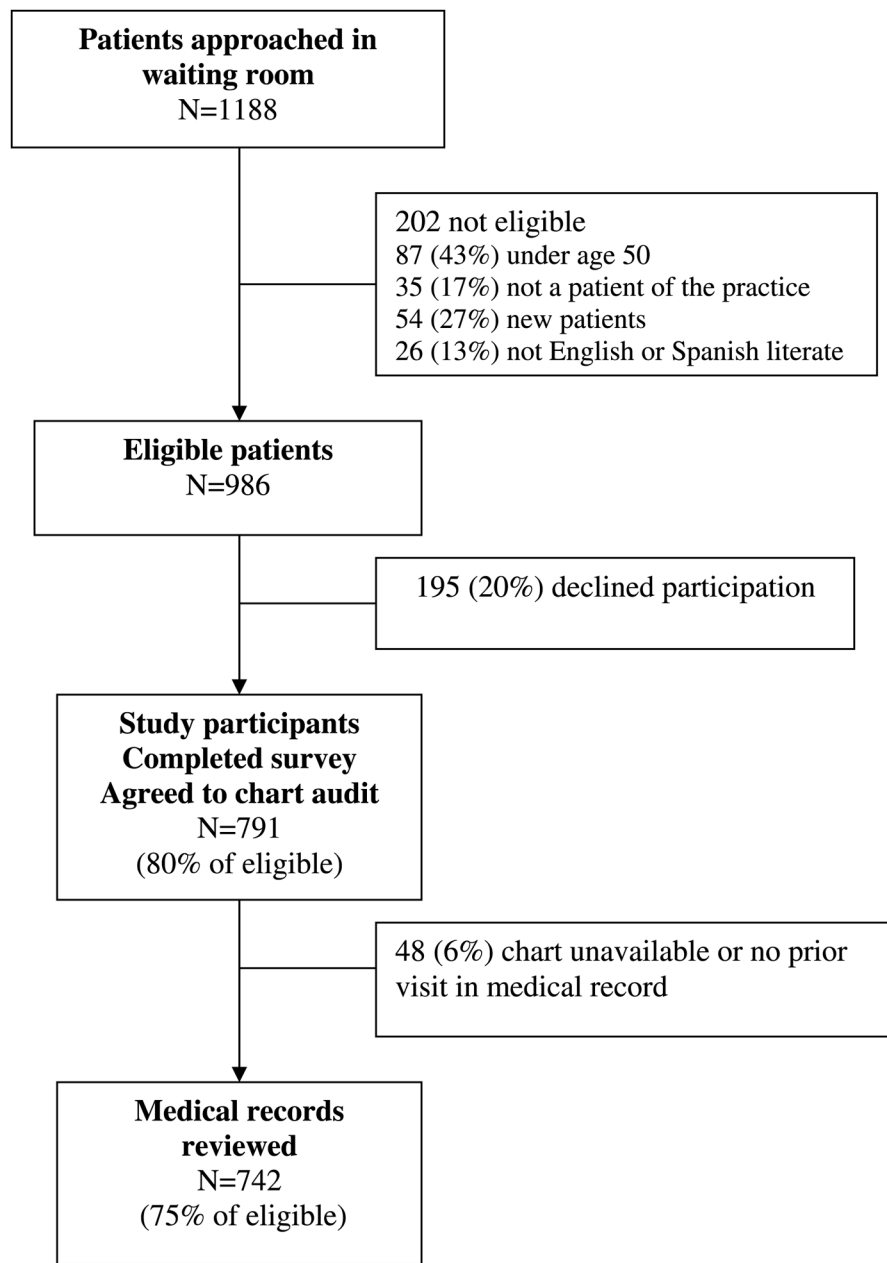 Patients approached in
waiting room
N=1188
202 not eligible
87 (43%) under age 50
35 (17%) not a patient of the practice
54 (27%) new patients
26 (13%) not English or Spanish literate
Eligible patients
N=986
195 (20%) declined participation
Study participants
Completed survey
Agreed to chart audit
N=791
(80% of eligible)
48 (6%) chart unavailable or no prior
visit in medical record
Medical records
reviewed
N=742
(75% of eligible)